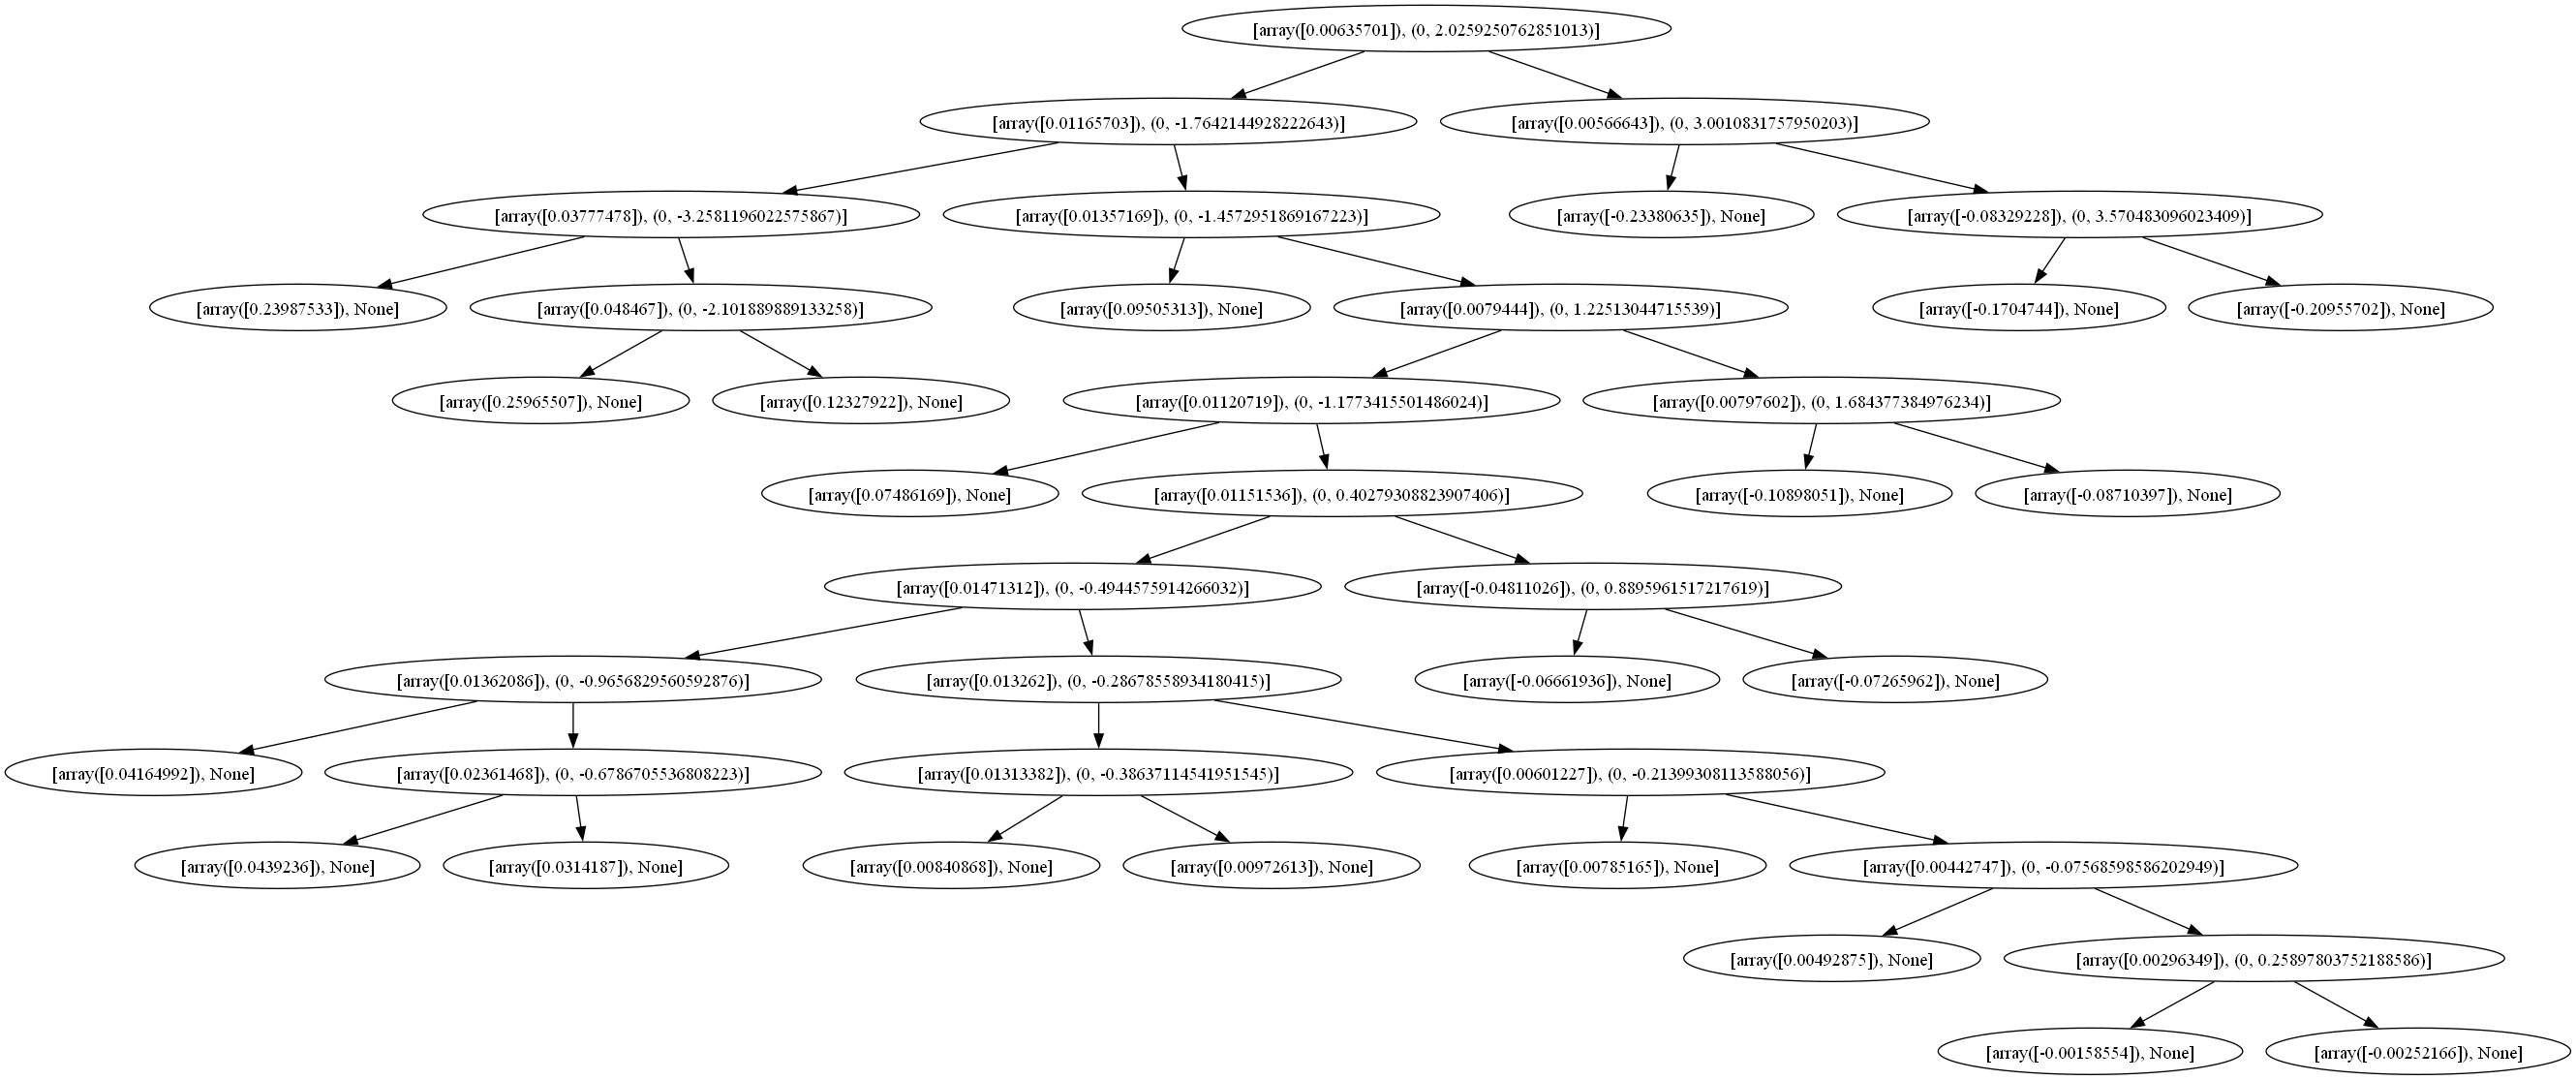 [array([0.00635701]), (0, 2.0259250762851013)]
[array([0.01165703]), (0, -1.7642144928222643)]
[array([0.00566643]), (0, 3.0010831757950203)]
[array([0.03777478]), (0, -3.2581196022575867)]
[array([0.01357169]), (0, -1.4572951869167223)]
[array([-0.23380635]), None]
[array([-0.08329228]), (0, 3.570483096023409)]
[array([0.23987533]), None]
[array([0.048467]), (0, -2.101889889133258)]
[array([0.09505313]), None]
[array([0.0079444]), (0, 1.22513044715539)]
[array([-0.1704744]), None]
[array([-0.20955702]), None]
[array([0.25965507]), None]
[array([0.12327922]), None]
[array([0.01120719]), (0, -1.1773415501486024)]
[array([0.00797602]), (0, 1.684377384976234)]
[array([0.07486169]), None]
[array([0.01151536]), (0, 0.40279308823907406)]
[array([-0.10898051]), None]
[array([-0.08710397]), None]
[array([0.01471312]), (0, -0.4944575914266032)]
[array([-0.04811026]), (0, 0.8895961517217619)]
[array([0.01362086]), (0, -0.9656829560592876)]
[array([0.013262]), (0, -0.28678558934180415)]
[array([-0.06661936]), None]
[array([-0.07265962]), None]
[array([0.04164992]), None]
[array([0.02361468]), (0, -0.6786705536808223)]
[array([0.01313382]), (0, -0.38637114541951545)]
[array([0.00601227]), (0, -0.21399308113588056)]
[array([0.0439236]), None]
[array([0.0314187]), None]
[array([0.00840868]), None]
[array([0.00972613]), None]
[array([0.00785165]), None]
[array([0.00442747]), (0, -0.07568598586202949)]
[array([0.00492875]), None]
[array([0.00296349]), (0, 0.25897803752188586)]
[array([-0.00158554]), None]
[array([-0.00252166]), None]